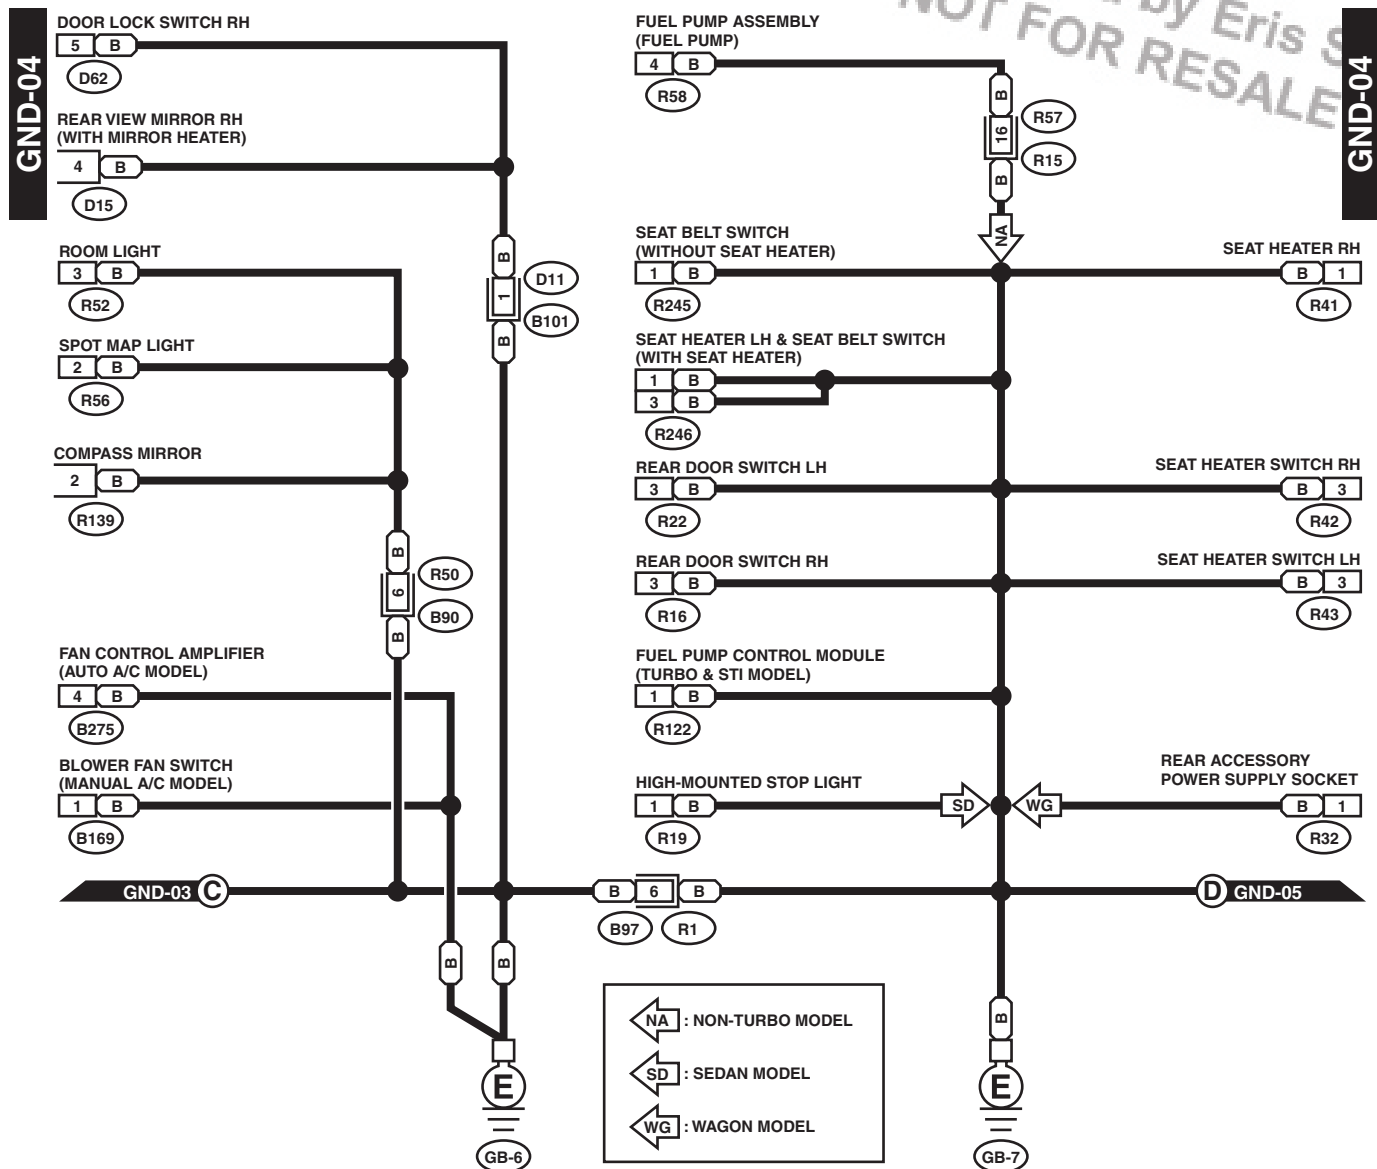 GND-04
DOOR LOCK SWITCH RH
5 B
D62
REAR VIEW MIRROR RH
(WITH MIRROR HEATER)
4 B
D15
ROOM LIGHT
3 B
R52
SPOT MAP LIGHT
2 B
R56
COMPASS MIRROR
2 B
R139
B
6
B
R50
B90
B
1
B
D11
B101
FAN CONTROL AMPLIFIER
(AUTO A/C MODEL)
4 B
B275
BLOWER FAN SWITCH
(MANUAL A/C MODEL)
1 B
B169
GND-03 C
B
B
E
GB-6
FUEL PUMP ASSEMBLY
(FUEL PUMP)
4 B
R58
B
16
B
R57
R15
NA
SEAT BELT SWITCH
(WITHOUT SEAT HEATER)
1 B
R245
SEAT HEATER LH & SEAT BELT SWITCH
(WITH SEAT HEATER)
1 B
3 B
R246
REAR DOOR SWITCH LH
3 B
R22
REAR DOOR SWITCH RH
3 B
R16
FUEL PUMP CONTROL MODULE
(TURBO & STI MODEL)
1 B
R122
HIGH-MOUNTED STOP LIGHT
1 B
R19
SD
WG
SEAT HEATER RH
B 1
R41
SEAT HEATER SWITCH RH
B 3
R42
SEAT HEATER SWITCH LH
B 3
R43
REAR ACCESSORY
POWER SUPPLY SOCKET
B 1
R32
B 6 B
B97 R1
D GND-05
B
E
GB-7
NA : NON-TURBO MODEL
SD : SEDAN MODEL
WG : WAGON MODEL
GND-04
by Eris
NOT FOR RESALE